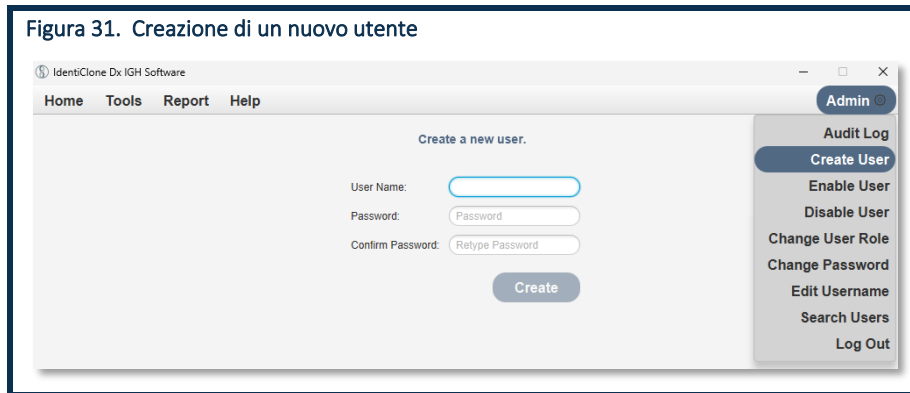 Figura 31. Creazione di un nuovo utente
IdentiClone Dx IGH Software
Home Tools Report Help Admin
Create a new user.
User Name:
Password: Password
Confirm Password: Retype Password
Create
Audit Log
Create User
Enable User
Disable User
Change User Role
Change Password
Edit Username
Search Users
Log Out